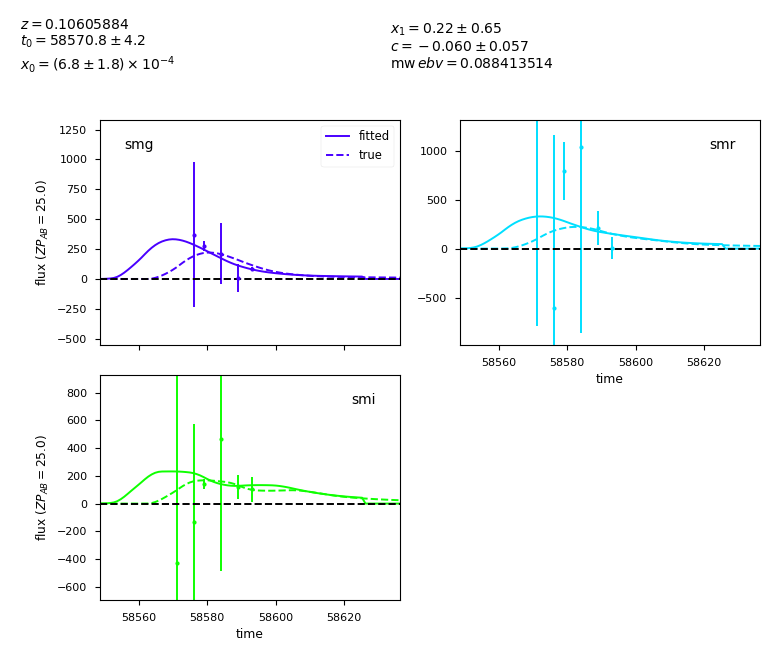 z = 0.10605884
t₀ = 58570.8 ± 4.2
x₀ = (6.8 ± 1.8) × 10⁻⁴
x₁ = 0.22 ± 0.65
c = −0.060 ± 0.057
mw ebv = 0.088413514
smg
fitted
true
1250
1000
750
500
250
0
−250
−500
flux (ZP_AB = 25.0)
smr
1000
500
0
−500
58560 58580 58600 58620
time
smi
800
600
400
200
0
−200
−400
−600
flux (ZP_AB = 25.0)
58560 58580 58600 58620
time